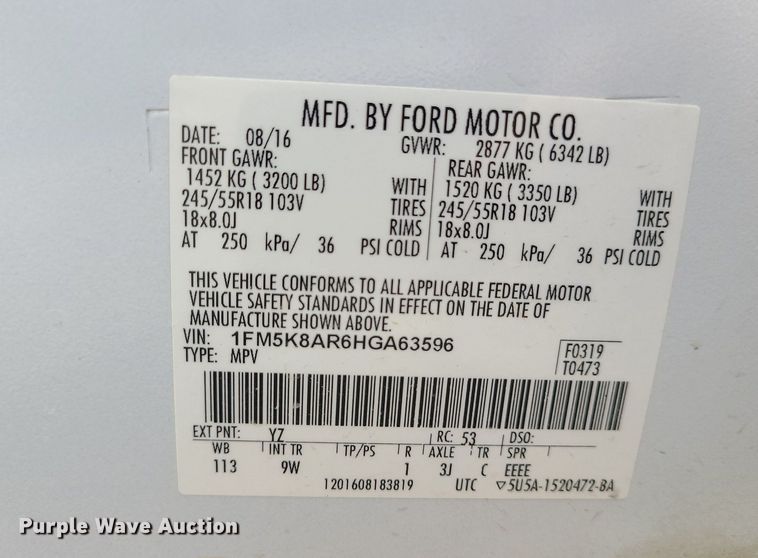 MFD. BY FORD MOTOR CO.
DATE: 08/16 GVWR: 2877 KG ( 6342 LB)
FRONT GAWR: REAR GAWR:
1452 KG ( 3200 LB) WITH 1520 KG ( 3350 LB) WITH
245/55R18 103V TIRES 245/55R18 103V TIRES
18x8.0J RIMS 18x8.0J RIMS
AT 250 kPa/ 36 PSI COLD AT 250 kPa/ 36 PSI COLD
THIS VEHICLE CONFORMS TO ALL APPLICABLE FEDERAL MOTOR
VEHICLE SAFETY STANDARDS IN EFFECT ON THE DATE OF
MANUFACTURE SHOWN ABOVE.
VIN: 1FM5K8AR6HGA63596
TYPE: MPV
F0319
T0473
EXT PNT: YZ RC: 53 DSO:
WB INT TR TP/PS R AXLE TR SPR
113 9W 1 3J C EEEE
1201608183819 UTC ▽5U5A-1520472-BA
Purple Wave Auction